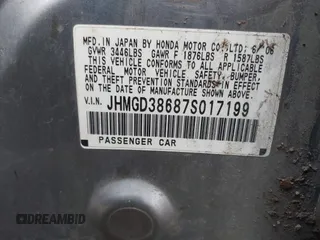 MFD. IN JAPAN BY HONDA MOTOR CO., LTD. 6/06
GVWR 3446LBS GAWR F 1876LBS R 1587LBS
THIS VEHICLE CONFORMS TO ALL APPLICABLE
FEDERAL MOTOR VEHICLE SAFETY, BUMPER,
AND THEFT PREVENTION STANDARDS IN EFFECT
ON THE DATE OF MANUFACTURE SHOWN ABOVE.
V.I.N. JHMGD38687S017199
PASSENGER CAR
DREAMBID